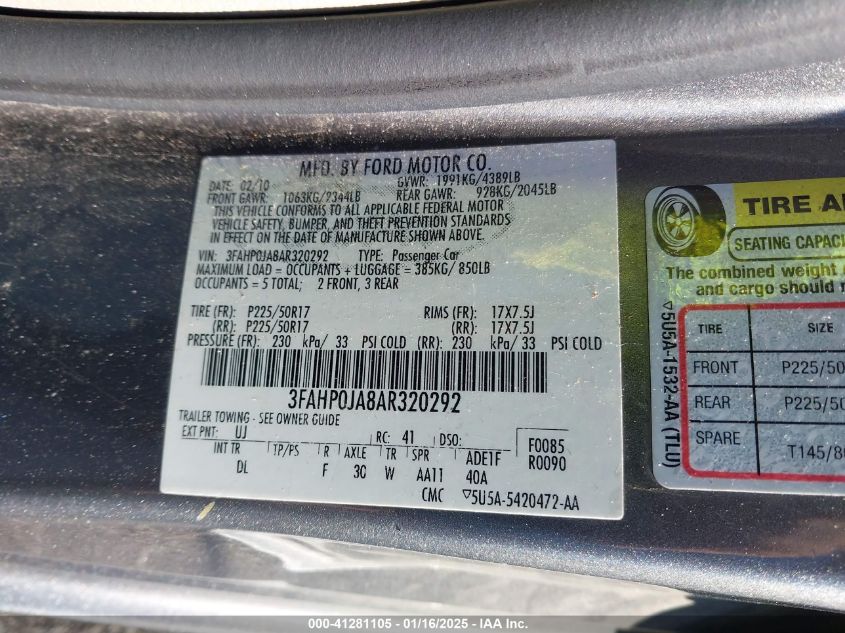 MFD. BY FORD MOTOR CO.
DATE: 02/10 GVWR: 1991KG/4389LB
FRONT GAWR: 1063KG/2344LB REAR GAWR: 928KG/2045LB
THIS VEHICLE CONFORMS TO ALL APPLICABLE FEDERAL MOTOR
VEHICLE SAFETY, BUMPER, AND THEFT PREVENTION STANDARDS
IN EFFECT ON THE DATE OF MANUFACTURE SHOWN ABOVE.
VIN: 3FAHP0JA8AR320292 TYPE: Passenger Car
MAXIMUM LOAD = OCCUPANTS + LUGGAGE = 385KG/ 850LB
OCCUPANTS = 5 TOTAL; 2 FRONT, 3 REAR
TIRE (FR): P225/50R17 RIMS (FR): 17X7.5J
(RR): P225/50R17 (RR): 17X7.5J
PRESSURE (FR): 230 kPa/ 33 PSI COLD (RR): 230 kPa/ 33 PSI COLD
3FAHP0JA8AR320292
TRAILER TOWING - SEE OWNER GUIDE
EXT PNT: UJ RC: 41 DSO: F0085
INT TR TP/PS R AXLE TR SPR ADE1F R0090
DL F 30 W AA11 40A
CMC ▽5U5A-5420472-AA
TIRE A
SEATING CAPACI
The combined weight
and cargo should
▽5U5A-1532-AA (TLU)
TIRE SIZE
FRONT P225/50
REAR P225/50
SPARE T145/80
000-41281105 - 01/16/2025 - IAA Inc.